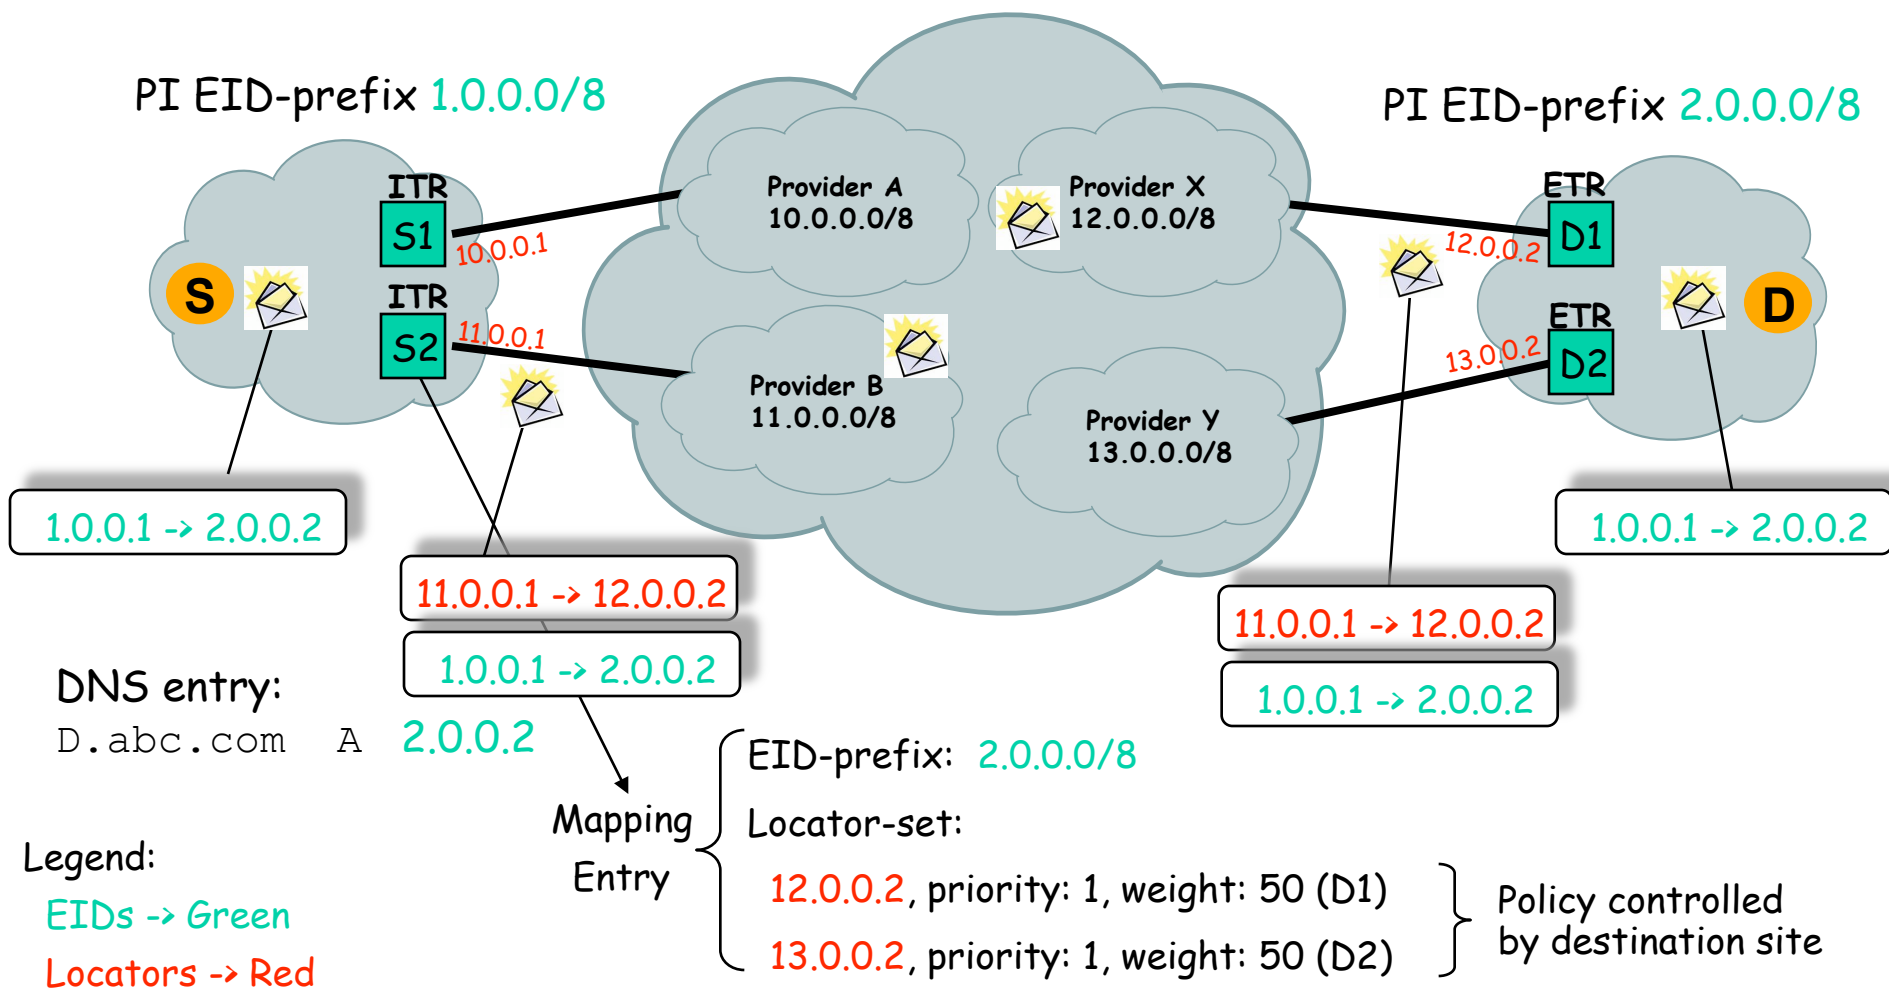 PI EID-prefix 1.0.0.0/8
PI EID-prefix 2.0.0.0/8
ITR
S1
10.0.0.1
ITR
S2
11.0.0.1
S
Provider A
10.0.0.0/8
Provider X
12.0.0.0/8
Provider B
11.0.0.0/8
Provider Y
13.0.0.0/8
ETR
D1
12.0.0.2
ETR
D2
13.0.0.2
D
1.0.0.1 -> 2.0.0.2
11.0.0.1 -> 12.0.0.2
1.0.0.1 -> 2.0.0.2
11.0.0.1 -> 12.0.0.2
1.0.0.1 -> 2.0.0.2
1.0.0.1 -> 2.0.0.2
DNS entry:
D.abc.com A 2.0.0.2
Mapping
Entry
EID-prefix: 2.0.0.0/8
Locator-set:
12.0.0.2, priority: 1, weight: 50 (D1)
13.0.0.2, priority: 1, weight: 50 (D2)
Policy controlled
by destination site
Legend:
EIDs -> Green
Locators -> Red